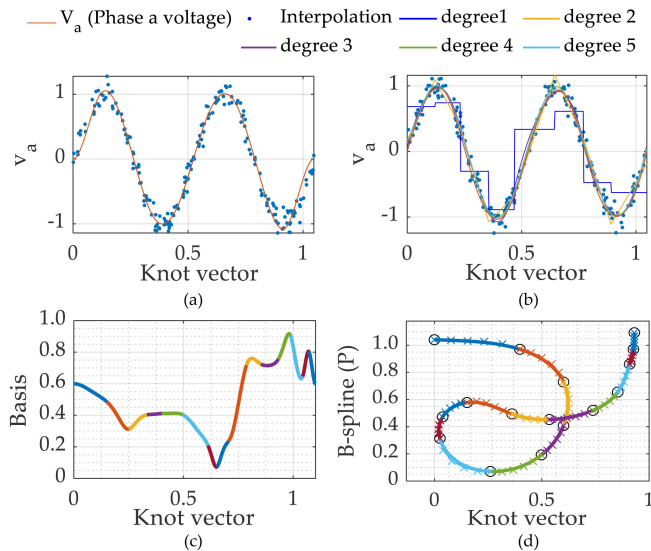 V_a (Phase a voltage) Interpolation degree1 degree 2
degree 3 degree 4 degree 5
v_a
1
0
-1
0 0.5 1
Knot vector
(a)
v_a
1
0
-1
0 0.5 1
Knot vector
(b)
Basis
1.0
0.8
0.6
0.4
0.2
0
0 0.5 1
Knot vector
(c)
B-spline (P)
1.0
0.8
0.6
0.4
0.2
0
0 0.5 1
Knot vector
(d)